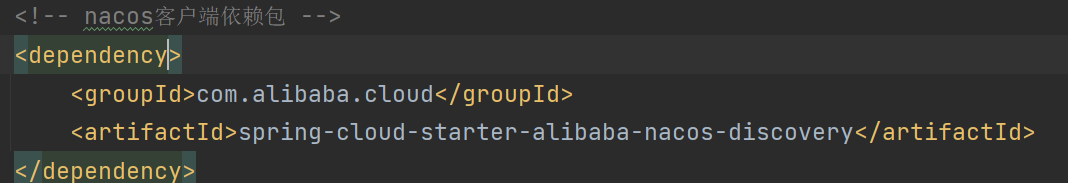 <!-- nacos客户端依赖包 -->
<dependency>
    <groupId>com.alibaba.cloud</groupId>
    <artifactId>spring-cloud-starter-alibaba-nacos-discovery</artifactId>
</dependency>